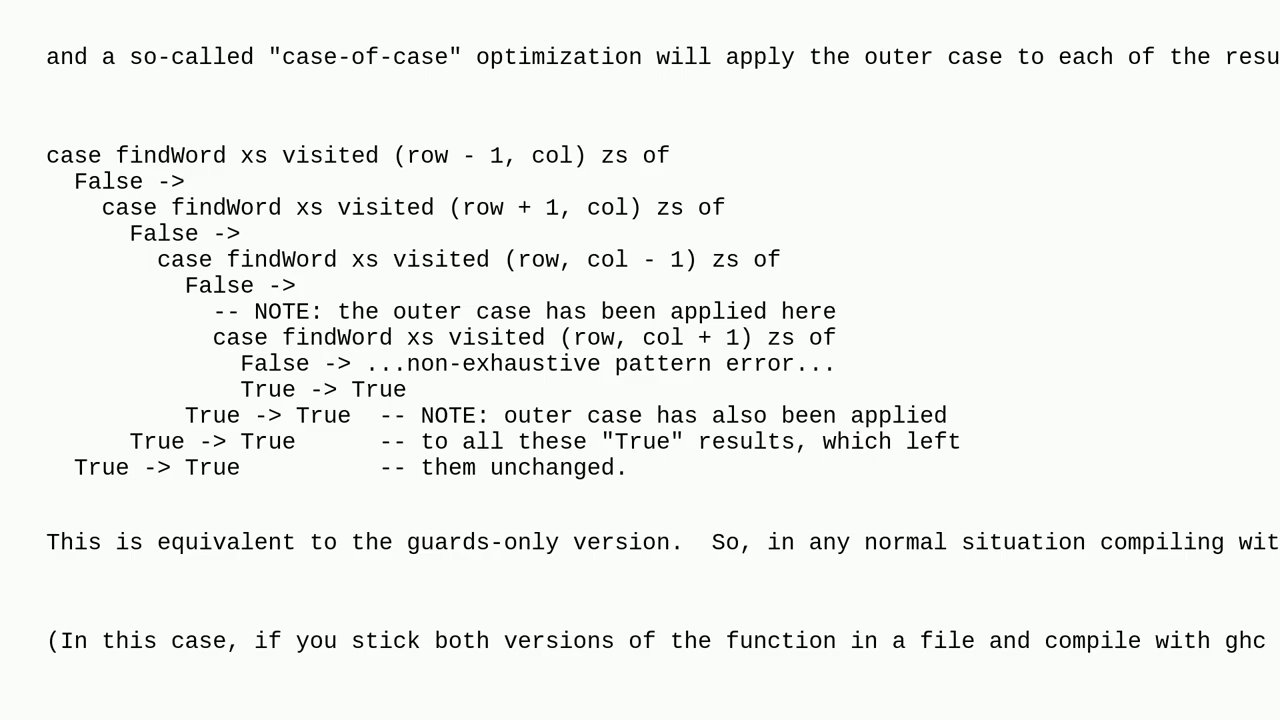 and a so-called "case-of-case" optimization will apply the outer case to each of the resu
case findWord xs visited (row - 1, col) zs of
  False ->
    case findWord xs visited (row + 1, col) zs of
      False ->
        case findWord xs visited (row, col - 1) zs of
          False ->
            -- NOTE: the outer case has been applied here
            case findWord xs visited (row, col + 1) zs of
              False -> ...non-exhaustive pattern error...
              True -> True
          True -> True  -- NOTE: outer case has also been applied
      True -> True      -- to all these "True" results, which left
  True -> True          -- them unchanged.
This is equivalent to the guards-only version.  So, in any normal situation compiling wit
(In this case, if you stick both versions of the function in a file and compile with ghc